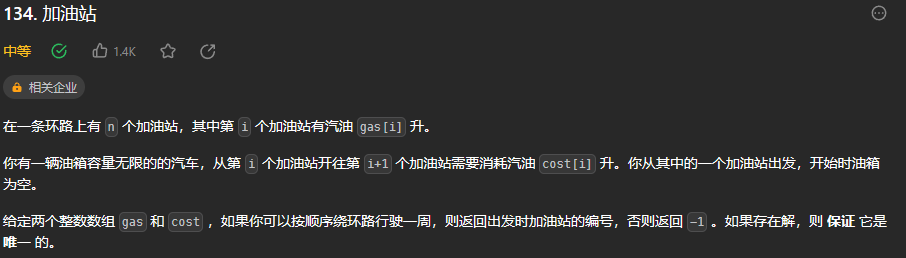 134. 加油站
中等 1.4K
相关企业
在一条环路上有 n 个加油站，其中第 i 个加油站有汽油 gas[i] 升。
你有一辆油箱容量无限的的汽车，从第 i 个加油站开往第 i+1 个加油站需要消耗汽油 cost[i] 升。你从其中的一个加油站出发，开始时油箱
为空。
给定两个整数数组 gas 和 cost ，如果你可以按顺序绕环路行驶一周，则返回出发时加油站的编号，否则返回 -1 。如果存在解，则 保证 它是
唯一 的。